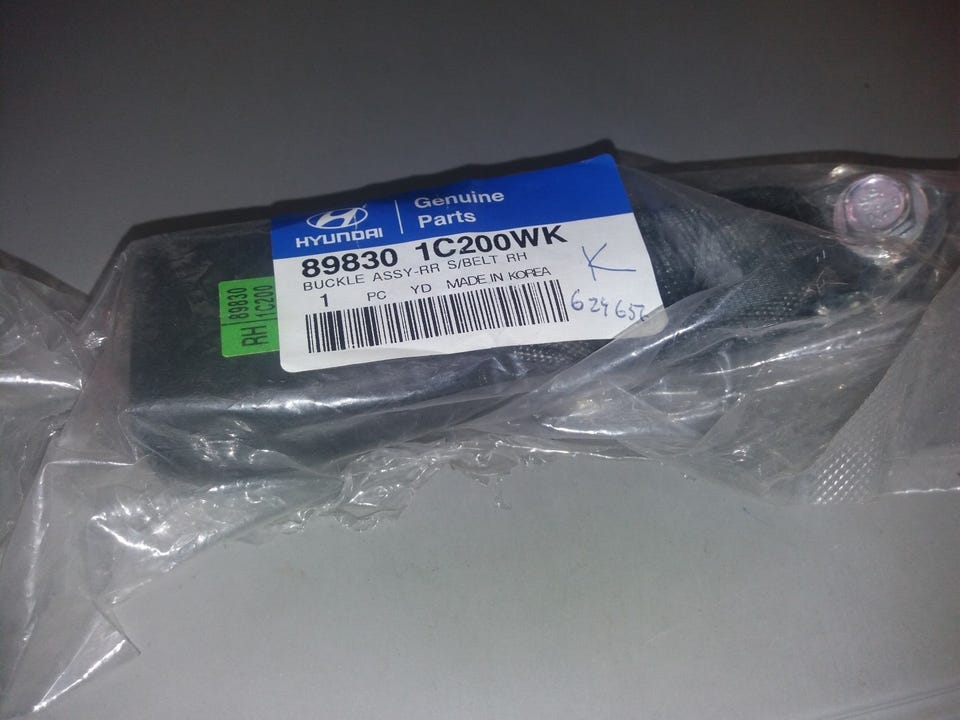 HYUNDAI
Genuine
Parts
89830 1C200WK
BUCKLE ASSY-RR S/BELT RH
1 PC YD MADE IN KOREA
K
RH
89830
1C200